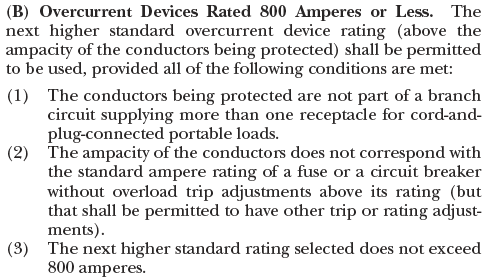 (B) Overcurrent Devices Rated 800 Amperes or Less. The
next higher standard overcurrent device rating (above the
ampacity of the conductors being protected) shall be permitted
to be used, provided all of the following conditions are met:
(1) The conductors being protected are not part of a branch
circuit supplying more than one receptacle for cord-and-
plug-connected portable loads.
(2) The ampacity of the conductors does not correspond with
the standard ampere rating of a fuse or a circuit breaker
without overload trip adjustments above its rating (but
that shall be permitted to have other trip or rating adjust-
ments).
(3) The next higher standard rating selected does not exceed
800 amperes.